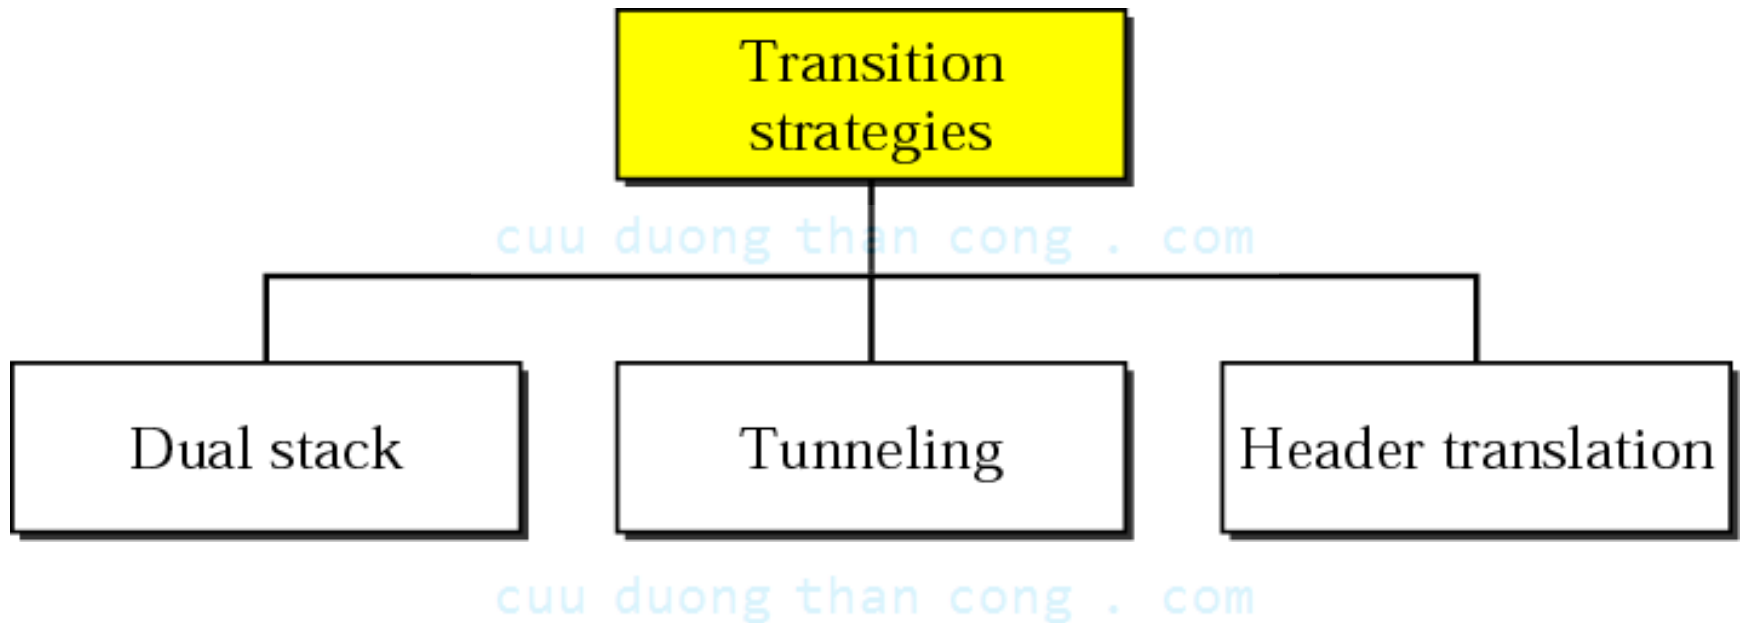 Transition
strategies
cuu duong than cong . com
Dual stack
Tunneling
Header translation
cuu duong than cong . com